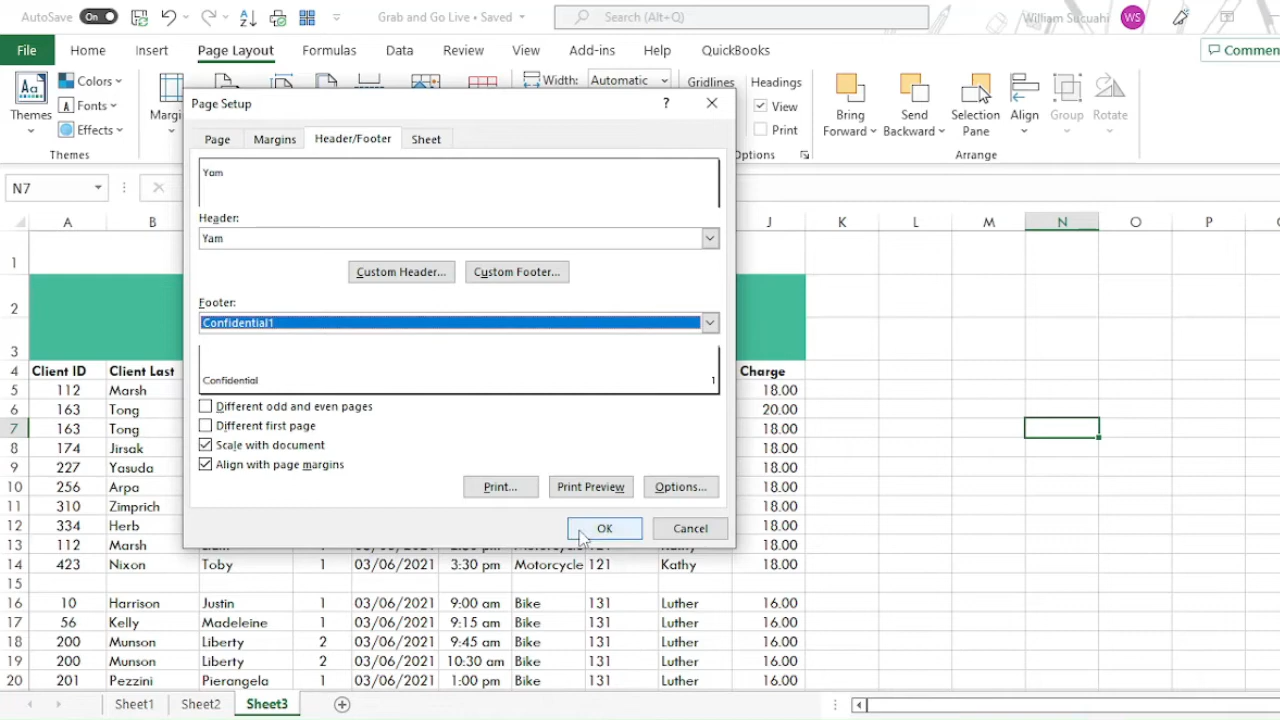 AutoSave On Grab and Go Live • Saved Search (Alt+Q) William Sucuahi WS
File Home Insert Page Layout Formulas Data Review View Add-ins Help QuickBooks
Themes
Colors
Fonts
Effects
Themes
Width: Automatic
Gridlines Headings
View
Print
Bring Forward
Send Backward
Selection Pane
Align Group Rotate
Arrange
Page Setup ?
Page Margins Header/Footer Sheet
Yam
Header:
Yam
Custom Header... Custom Footer...
Footer:
Confidential1
Confidential 1
Different odd and even pages
Different first page
Scale with document
Align with page margins
Print... Print Preview Options...
OK Cancel
N7
A B J K L M N O P
1
2
3
4 Client ID Client Last Charge
5 112 Marsh 18.00
6 163 Tong 20.00
7 163 Tong 18.00
8 174 Jirsak 18.00
9 227 Yasuda 18.00
10 256 Arpa 18.00
11 310 Zimprich 18.00
12 334 Herb 18.00
13 112 Marsh 18.00
14 423 Nixon Toby 1 03/06/2021 3:30 pm Motorcycle 121 Kathy 18.00
15
16 10 Harrison Justin 1 03/06/2021 9:00 am Bike 131 Luther 16.00
17 56 Kelly Madeleine 1 03/06/2021 9:15 am Bike 131 Luther 16.00
18 200 Munson Liberty 2 03/06/2021 9:45 am Bike 131 Luther 16.00
19 200 Munson Liberty 2 03/06/2021 10:30 am Bike 131 Luther 16.00
20 201 Pezzini Pierangela 1 03/06/2021 1:00 pm Bike 131 Luther 16.00
Sheet1 Sheet2 Sheet3